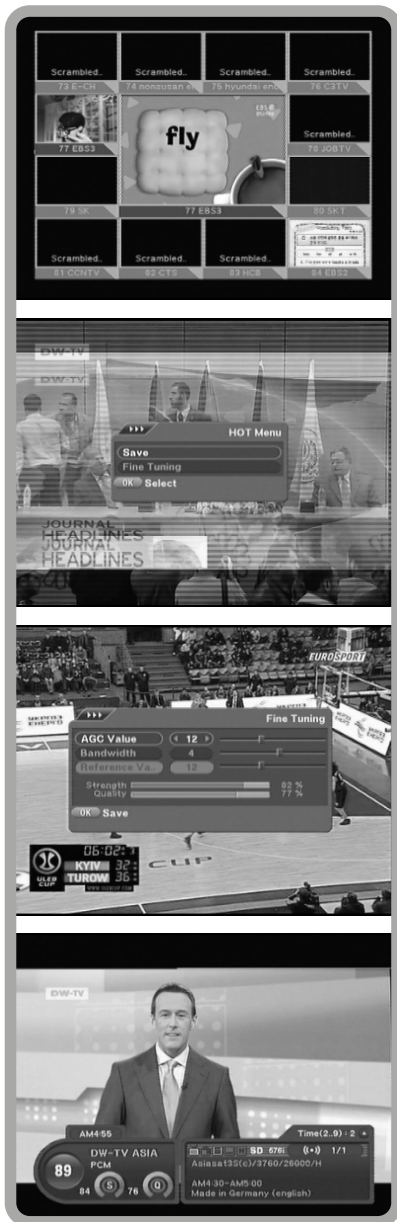 Scrambled.. Scrambled.. Scrambled.. Scrambled..
73 E-CH 74 nonsusan e 75 hyundai enc 76 C3TV
fly
Scrambled..
77 EBS3 78 JOBTV
79 SK 77 EBS3 80 SKT
Scrambled.. Scrambled.. Scrambled..
81 CCNTV 82 CTS 83 HCB 84 EBS2
DW-TV
DW-TV
HOT Menu
Save
Fine Tuning
OK Select
JOURNAL
HEADLINES
JOURNAL
HEADLINES
EUROSPORT
Fine Tuning
AGC Value 12
Bandwidth 4
Reference Va.. 12
Strength 82 %
Quality 77 %
OK Save
06:02
KYIV 32
TUROW 36
ULEB
CUP
CUP
DW-TV
AM4:55 Time(2..9) : 2
DW-TV ASIA SD 576i 1/1
PCM
89
84 S 76 Q
Asiasat3S(c)/3760/26000/H
AM4:30~AM5:00
Made in Germany (english)